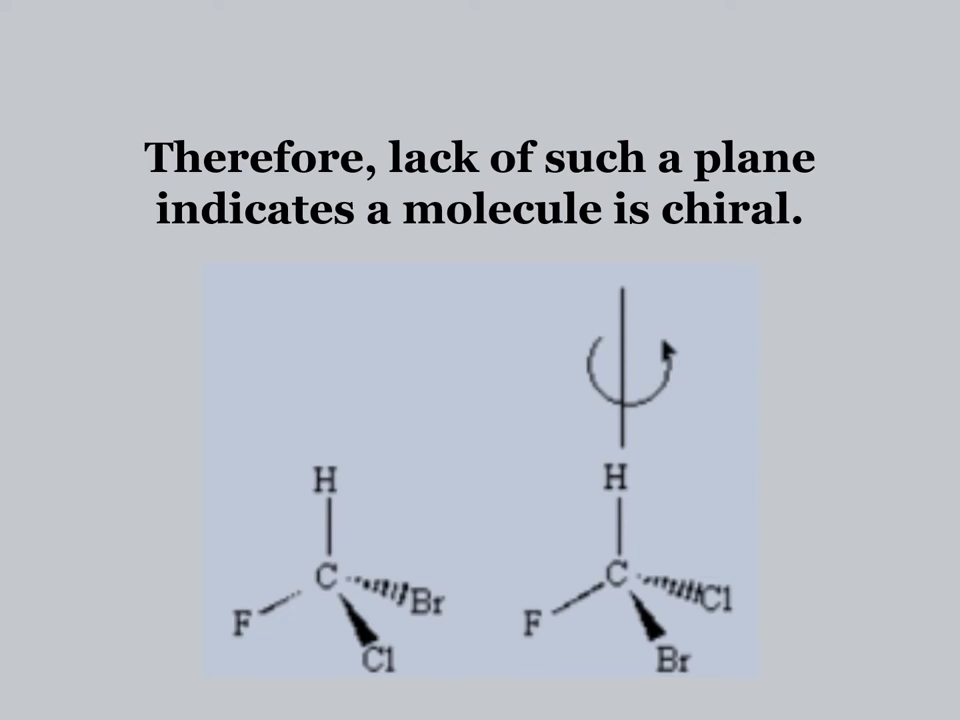 Therefore, lack of such a plane
indicates a molecule is chiral.
H H
C Br C Cl
F F
Cl Br